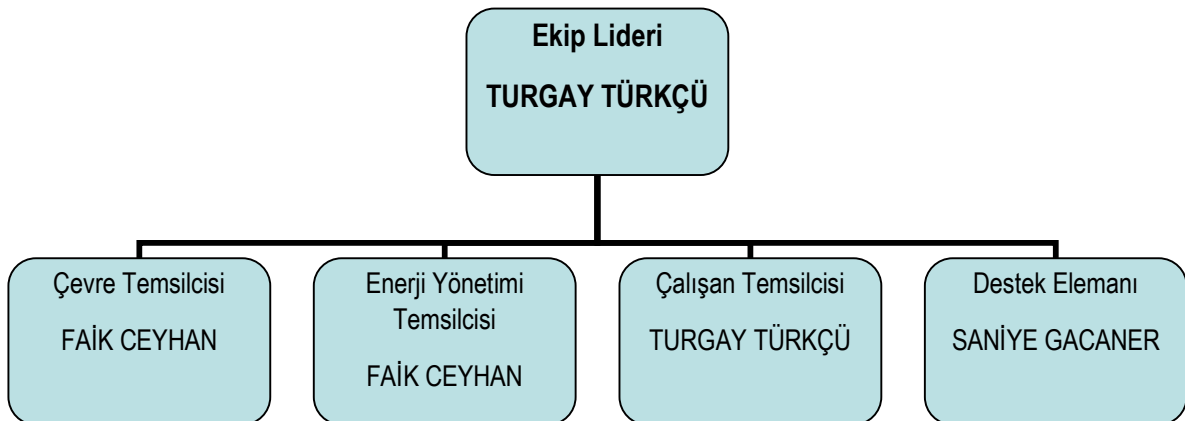 Ekip Lideri
TURGAY TÜRKÇÜ
Çevre Temsilcisi
FAİK CEYHAN
Enerji Yönetimi
Temsilcisi
FAİK CEYHAN
Çalışan Temsilcisi
TURGAY TÜRKÇÜ
Destek Elemanı
SANİYE GACANER